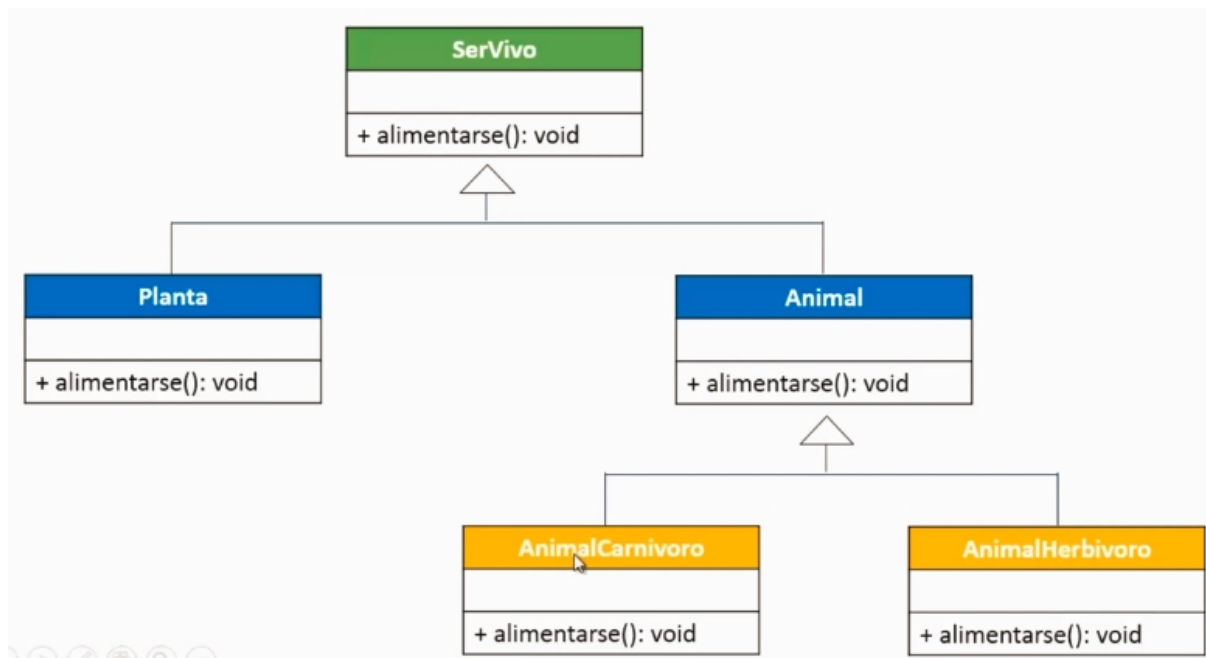 SerVivo
+ alimentarse(): void
Planta
Animal
+ alimentarse(): void
+ alimentarse(): void
AnimalCarnivoro
AnimalHerbivoro
+ alimentarse(): void
+ alimentarse(): void